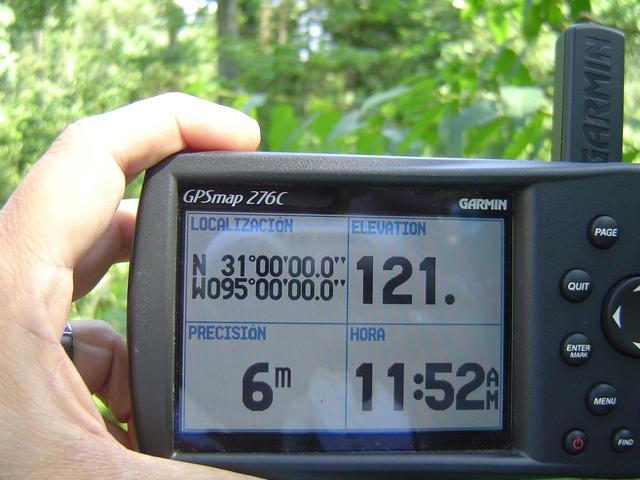 GARMIN
GPSmap 276C GARMIN
LOCALIZACIÓN ELEVATION
N 31°00'00.0"
W095°00'00.0"
121.
PRECISIÓN HORA
6m 11:52AM
PAGE
QUIT
ENTER
MARK
MENU
FIND